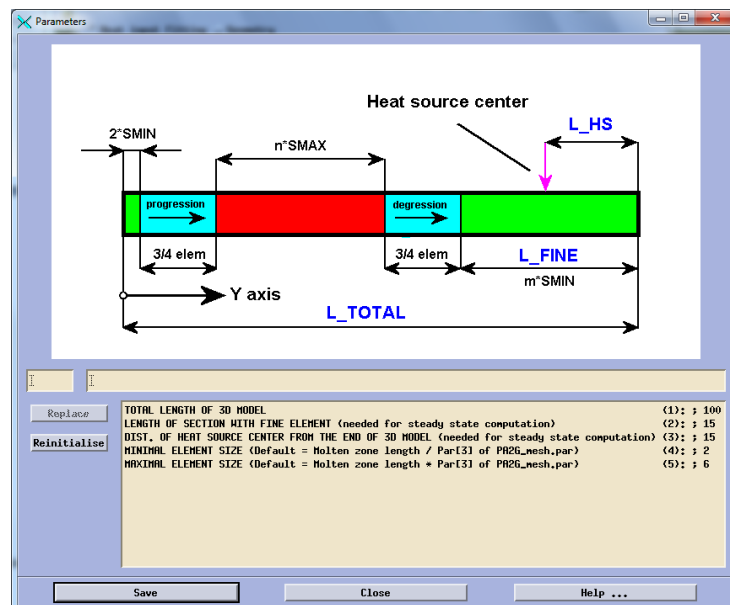 Parameters
Heat source center
L_HS
2*SMIN
n*SMAX
progression
degression
3/4 elem
3/4 elem
L_FINE
m*SMIN
Y axis
L_TOTAL
Replace
Reinitialise
TOTAL LENGTH OF 3D MODEL (1): ; 100
LENGTH OF SECTION WITH FINE ELEMENT (needed for steady state computation) (2): ; 15
DIST. OF HEAT SOURCE CENTER FROM THE END OF 3D MODEL (needed for steady state computation) (3): ; 15
MINIMAL ELEMENT SIZE (Default = Molten zone length / Par[3] of PA2G_mesh.par) (4): ; 2
MAXIMAL ELEMENT SIZE (Default = Molten zone length * Par[3] of PA2G_mesh.par) (5): ; 6
Save
Close
Help ...